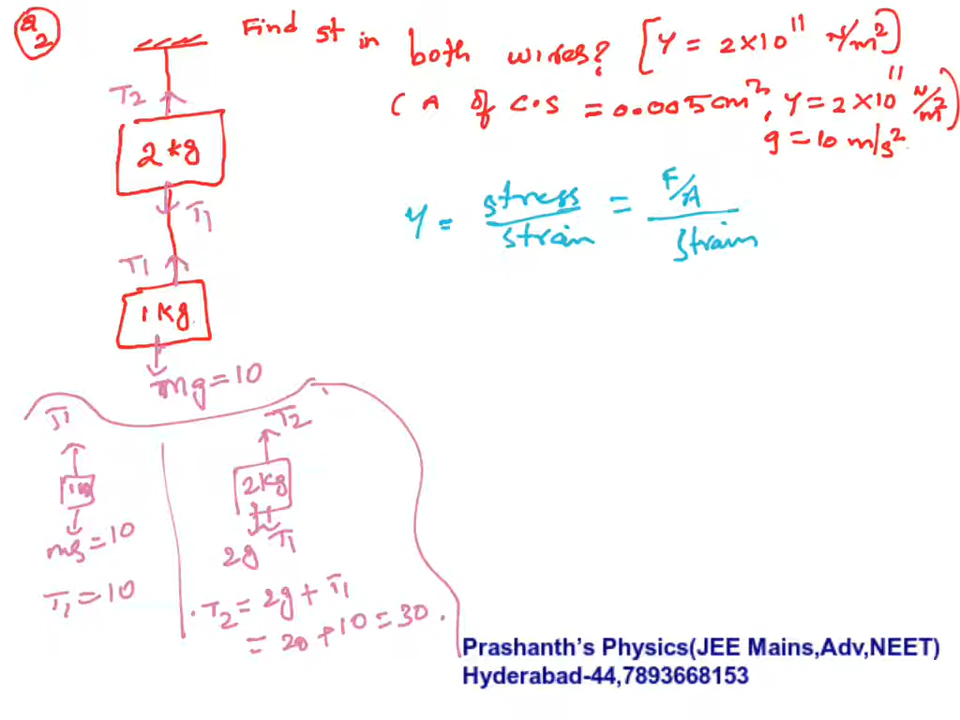 Q2
Find st in both wires? [Y = 2×10^11 N/m^2]
(A of C.S = 0.005 cm^2, Y = 2×10^11 N/m^2)
g = 10 m/s^2
T2
2 kg
T1
T1
1 kg
mg = 10
Y = stress/strain = (F/A)/strain
T1
1kg
mg = 10
T1 = 10
T2
2kg
2g T1
T2 = 2g + T1
= 20 + 10 = 30.
Prashanth's Physics(JEE Mains,Adv,NEET)
Hyderabad-44,7893668153